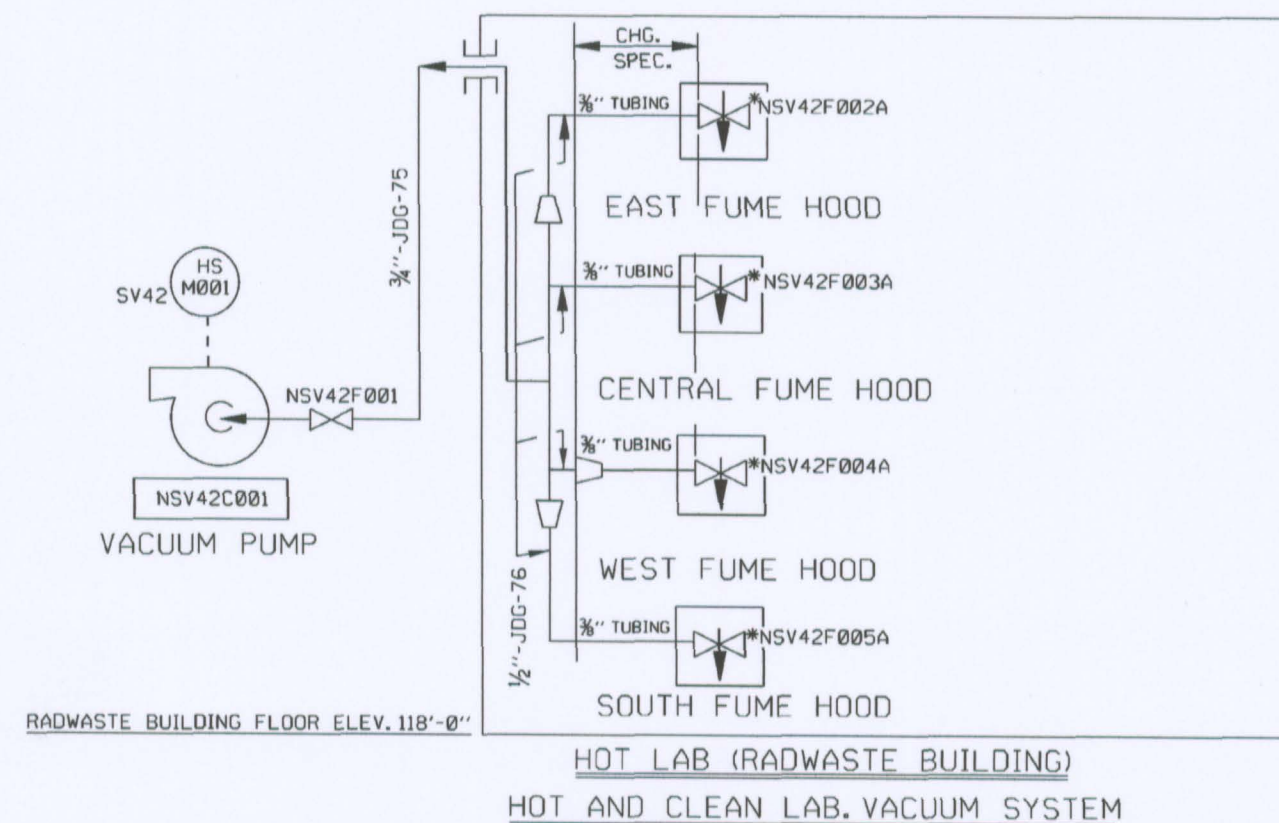 CHG.
SPEC.
⅜'' TUBING
*NSV42F002A
EAST FUME HOOD
¾''-JDG-75
HS
M001
SV42
⅜'' TUBING
*NSV42F003A
NSV42F001
CENTRAL FUME HOOD
⅜'' TUBING
*NSV42F004A
NSV42C001
VACUUM PUMP
WEST FUME HOOD
½''-JDG-76
⅜'' TUBING
*NSV42F005A
SOUTH FUME HOOD
RADWASTE BUILDING FLOOR ELEV. 118'-0''
HOT LAB (RADWASTE BUILDING)
HOT AND CLEAN LAB. VACUUM SYSTEM